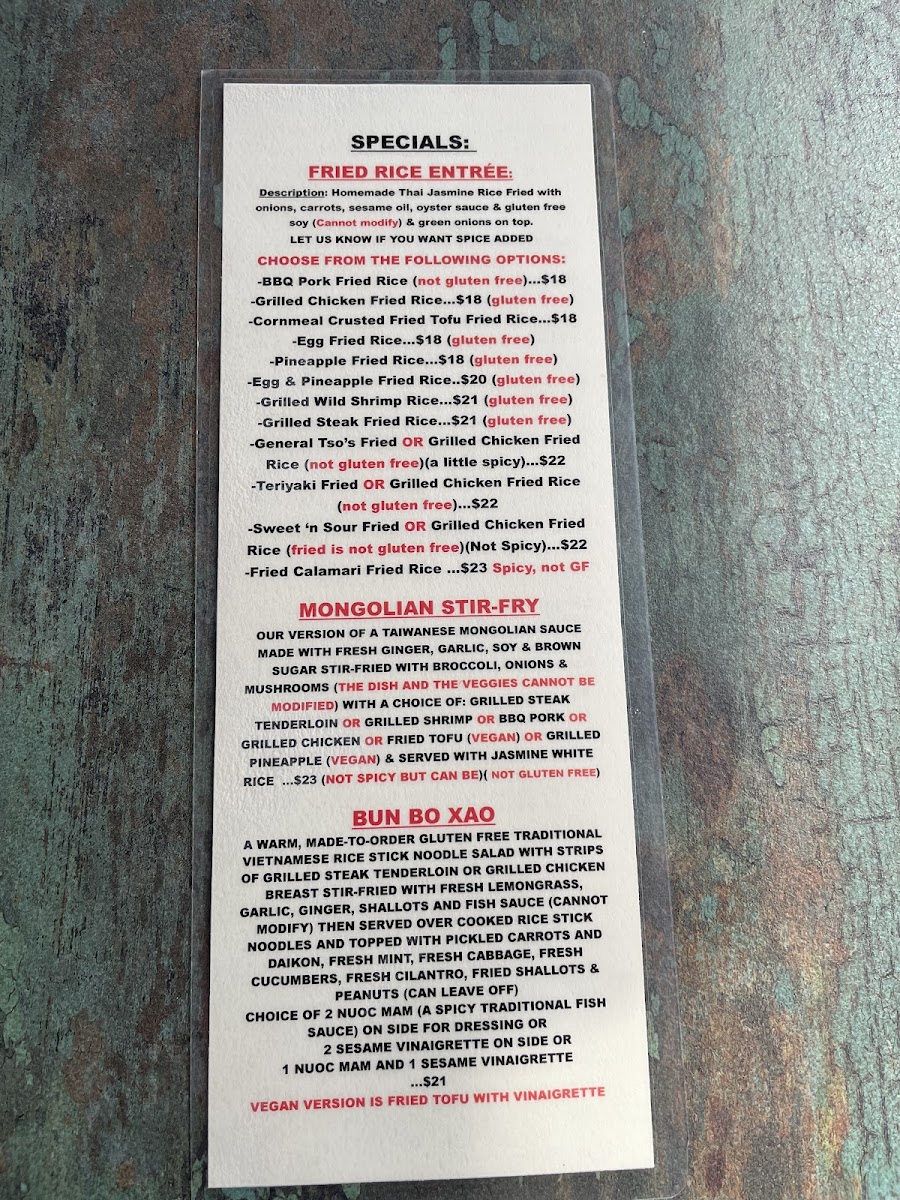 SPECIALS:
FRIED RICE ENTRÉE:
Description: Homemade Thai Jasmine Rice Fried with
onions, carrots, sesame oil, oyster sauce & gluten free
soy (Cannot modify) & green onions on top.
LET US KNOW IF YOU WANT SPICE ADDED
CHOOSE FROM THE FOLLOWING OPTIONS:
-BBQ Pork Fried Rice (not gluten free)...$18
-Grilled Chicken Fried Rice...$18 (gluten free)
-Cornmeal Crusted Fried Tofu Fried Rice...$18
-Egg Fried Rice...$18 (gluten free)
-Pineapple Fried Rice...$18 (gluten free)
-Egg & Pineapple Fried Rice..$20 (gluten free)
-Grilled Wild Shrimp Rice...$21 (gluten free)
-Grilled Steak Fried Rice...$21 (gluten free)
-General Tso's Fried OR Grilled Chicken Fried
Rice (not gluten free)(a little spicy)...$22
-Teriyaki Fried OR Grilled Chicken Fried Rice
(not gluten free)...$22
-Sweet 'n Sour Fried OR Grilled Chicken Fried
Rice (fried is not gluten free)(Not Spicy)...$22
-Fried Calamari Fried Rice ...$23 Spicy, not GF
MONGOLIAN STIR-FRY
OUR VERSION OF A TAIWANESE MONGOLIAN SAUCE
MADE WITH FRESH GINGER, GARLIC, SOY & BROWN
SUGAR STIR-FRIED WITH BROCCOLI, ONIONS &
MUSHROOMS (THE DISH AND THE VEGGIES CANNOT BE
MODIFIED) WITH A CHOICE OF: GRILLED STEAK
TENDERLOIN OR GRILLED SHRIMP OR BBQ PORK OR
GRILLED CHICKEN OR FRIED TOFU (VEGAN) OR GRILLED
PINEAPPLE (VEGAN) & SERVED WITH JASMINE WHITE
RICE ...$23 (NOT SPICY BUT CAN BE)( NOT GLUTEN FREE)
BUN BO XAO
A WARM, MADE-TO-ORDER GLUTEN FREE TRADITIONAL
VIETNAMESE RICE STICK NOODLE SALAD WITH STRIPS
OF GRILLED STEAK TENDERLOIN OR GRILLED CHICKEN
BREAST STIR-FRIED WITH FRESH LEMONGRASS,
GARLIC, GINGER, SHALLOTS AND FISH SAUCE (CANNOT
MODIFY) THEN SERVED OVER COOKED RICE STICK
NOODLES AND TOPPED WITH PICKLED CARROTS AND
DAIKON, FRESH MINT, FRESH CABBAGE, FRESH
CUCUMBERS, FRESH CILANTRO, FRIED SHALLOTS &
PEANUTS (CAN LEAVE OFF)
CHOICE OF 2 NUOC MAM (A SPICY TRADITIONAL FISH
SAUCE) ON SIDE FOR DRESSING OR
2 SESAME VINAIGRETTE ON SIDE OR
1 NUOC MAM AND 1 SESAME VINAIGRETTE
...$21
VEGAN VERSION IS FRIED TOFU WITH VINAIGRETTE